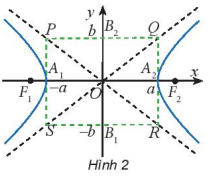 y
P b B₂ Q
A₁ A₂
F₁ −a O a F₂ x
S −b B₁ R
Hình 2